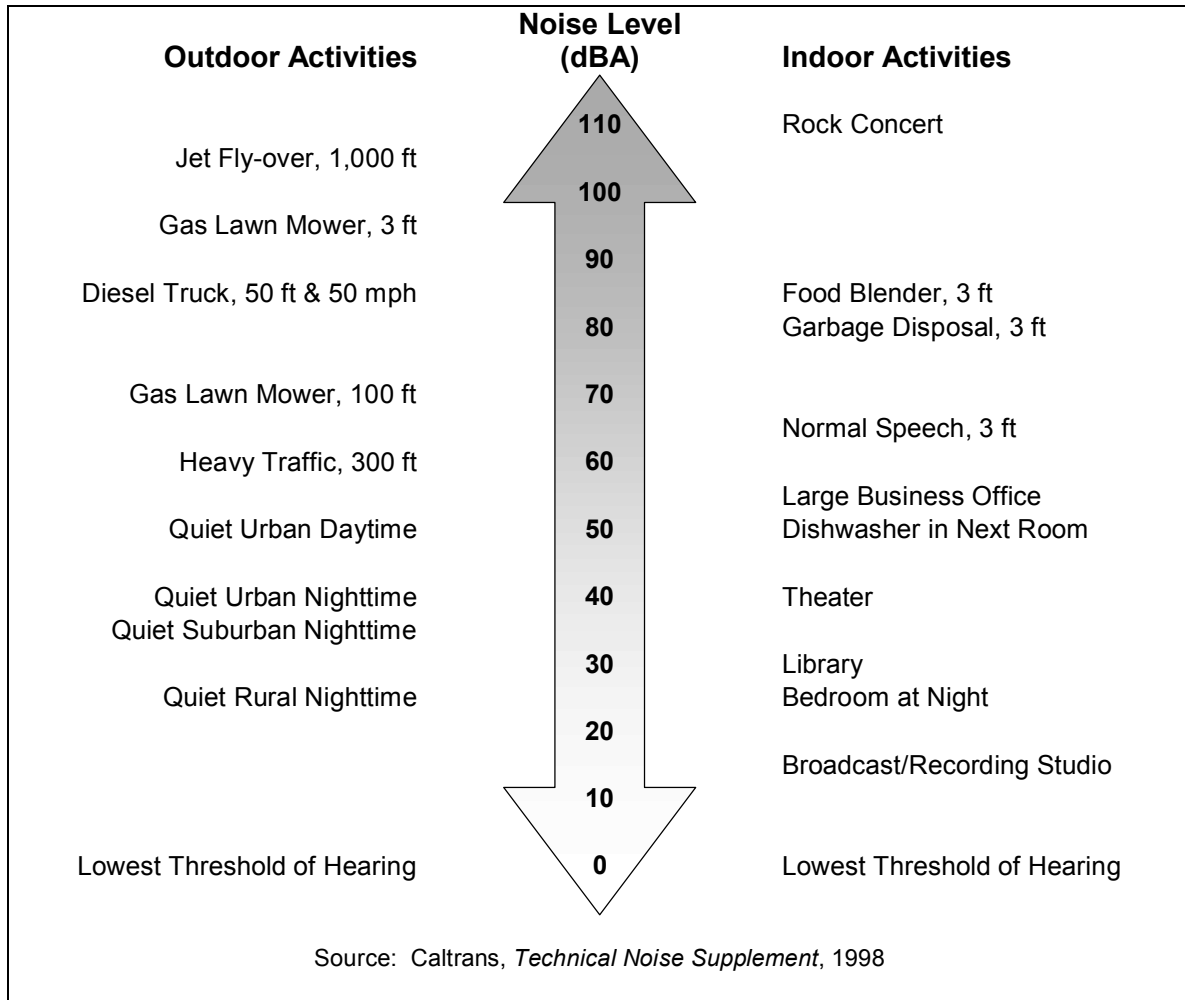 Noise Level
Outdoor Activities (dBA) Indoor Activities
110 Rock Concert
Jet Fly-over, 1,000 ft
100
Gas Lawn Mower, 3 ft
90
Diesel Truck, 50 ft & 50 mph Food Blender, 3 ft
80 Garbage Disposal, 3 ft
Gas Lawn Mower, 100 ft 70
Normal Speech, 3 ft
Heavy Traffic, 300 ft 60
Large Business Office
Quiet Urban Daytime 50 Dishwasher in Next Room
Quiet Urban Nighttime 40 Theater
Quiet Suburban Nighttime
30 Library
Quiet Rural Nighttime Bedroom at Night
20
Broadcast/Recording Studio
10
Lowest Threshold of Hearing 0 Lowest Threshold of Hearing
Source: Caltrans, Technical Noise Supplement, 1998